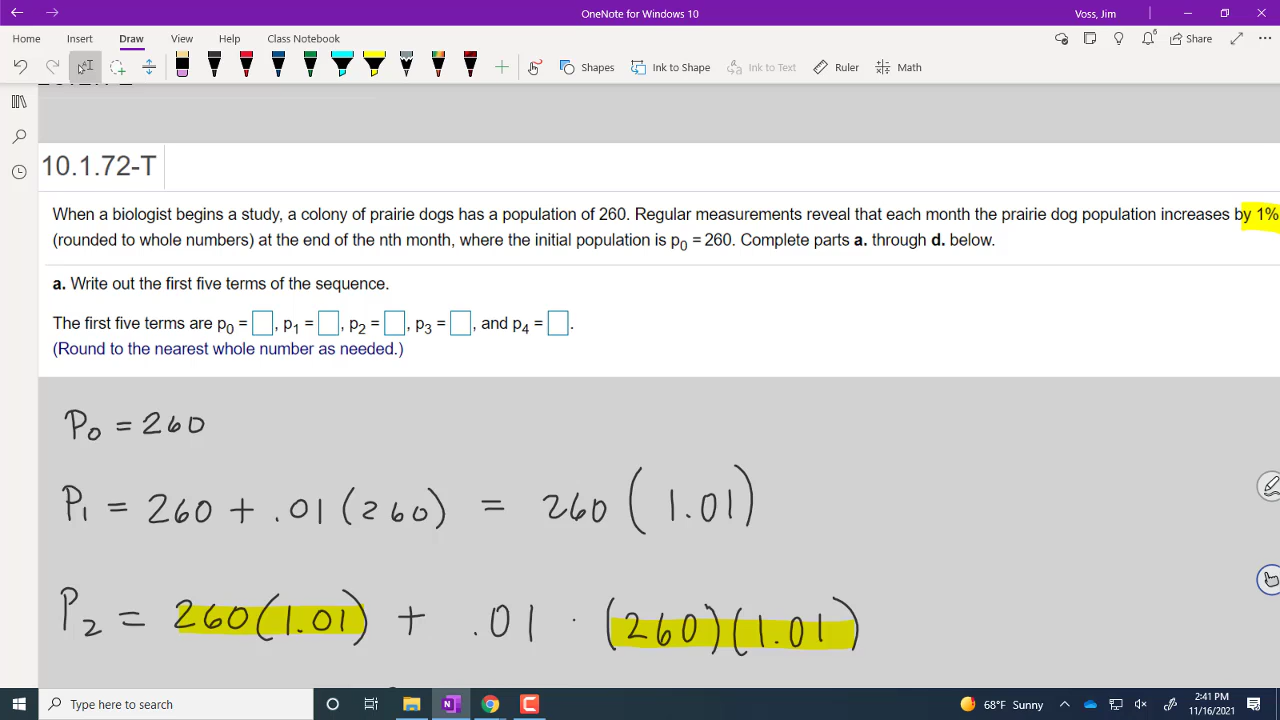 OneNote for Windows 10
Voss, Jim
Home Insert Draw View Help Class Notebook
Share
Shapes Ink to Shape Ink to Text Ruler Math
10.1.72-T
When a biologist begins a study, a colony of prairie dogs has a population of 260. Regular measurements reveal that each month the prairie dog population increases by 1%
(rounded to whole numbers) at the end of the nth month, where the initial population is p₀ = 260. Complete parts a. through d. below.
a. Write out the first five terms of the sequence.
The first five terms are p₀ = , p₁ = , p₂ = , p₃ = , and p₄ = .
(Round to the nearest whole number as needed.)
P₀ = 260
P₁ = 260 + .01 (260) = 260 (1.01)
P₂ = 260(1.01) + .01 · (260)(1.01)
Type here to search
68°F Sunny
2:41 PM
11/16/2021